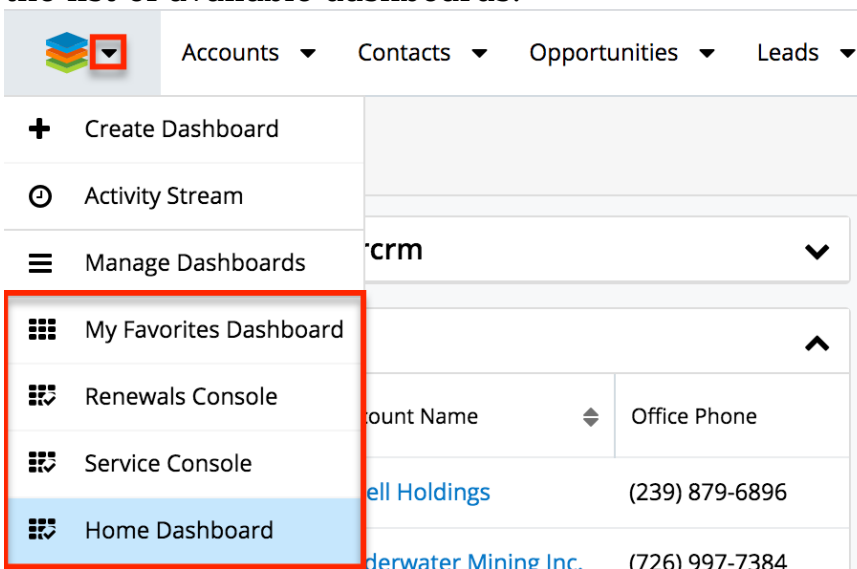 Accounts Contacts Opportunities Leads
Create Dashboard
Activity Stream
Manage Dashboards
rcrm
My Favorites Dashboard
Renewals Console
ount Name Office Phone
Service Console
ell Holdings (239) 879-6896
Home Dashboard
derwater Mining Inc. (726) 997-7384